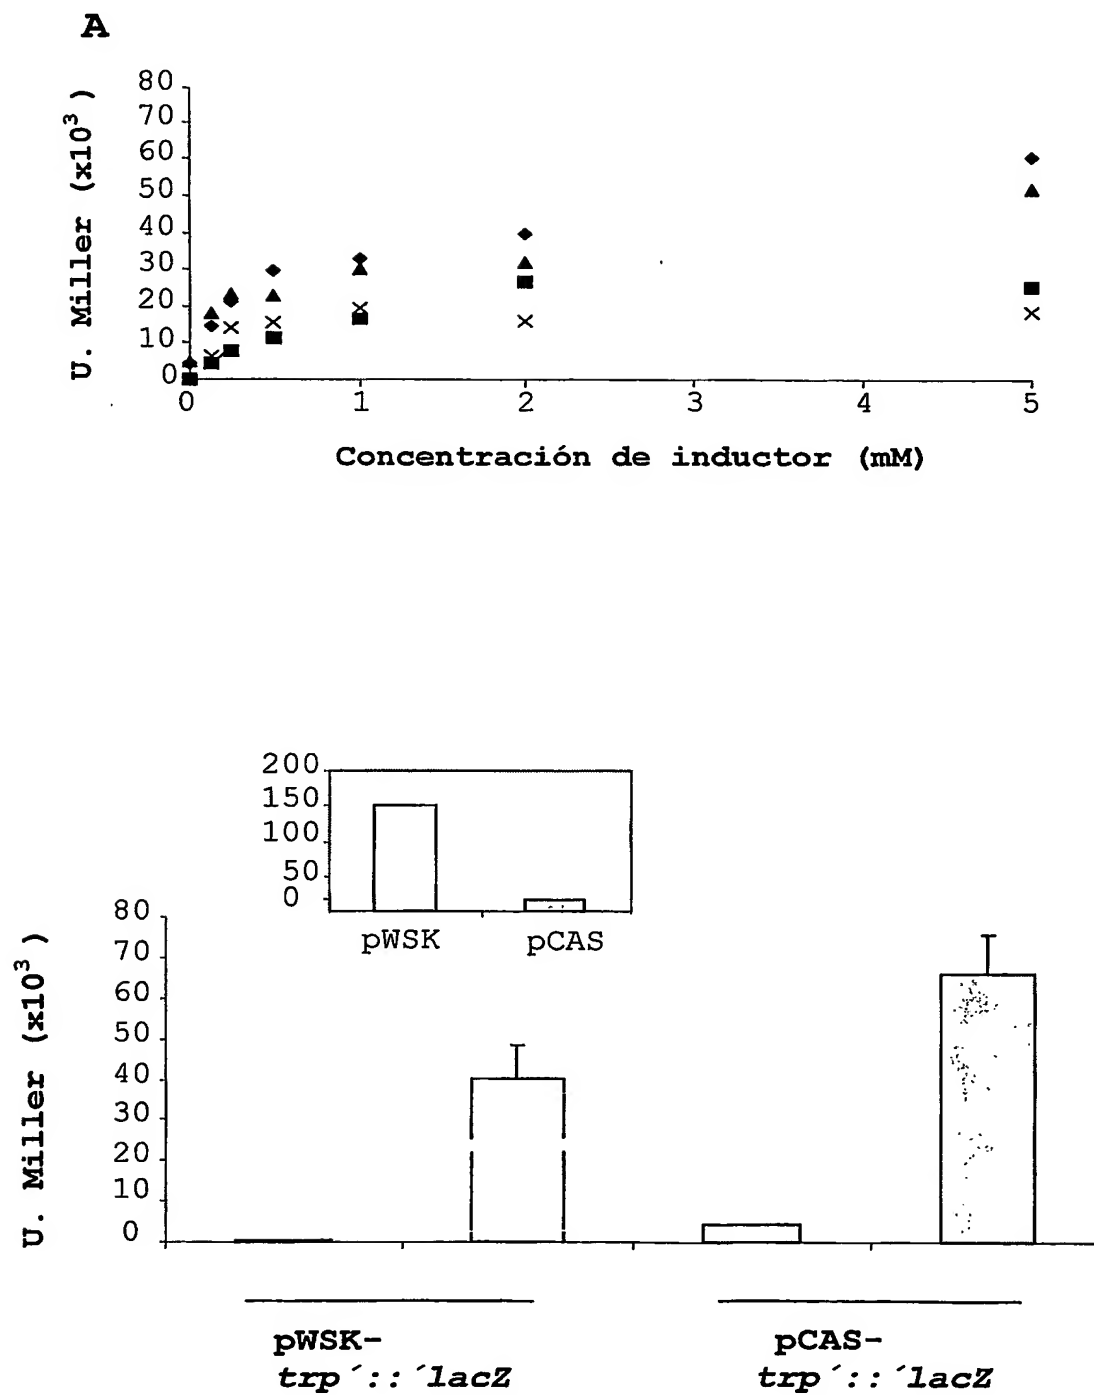 A
U. Miller (x10³)
80
70
60
50
40
30
20
10
0
0 1 2 3 4 5
Concentración de inductor (mM)
200
150
100
50
0
pWSK pCAS
U. Miller (x10³)
80
70
60
50
40
30
20
10
0
pWSK- pCAS-
trp´::´lacZ trp´::´lacZ